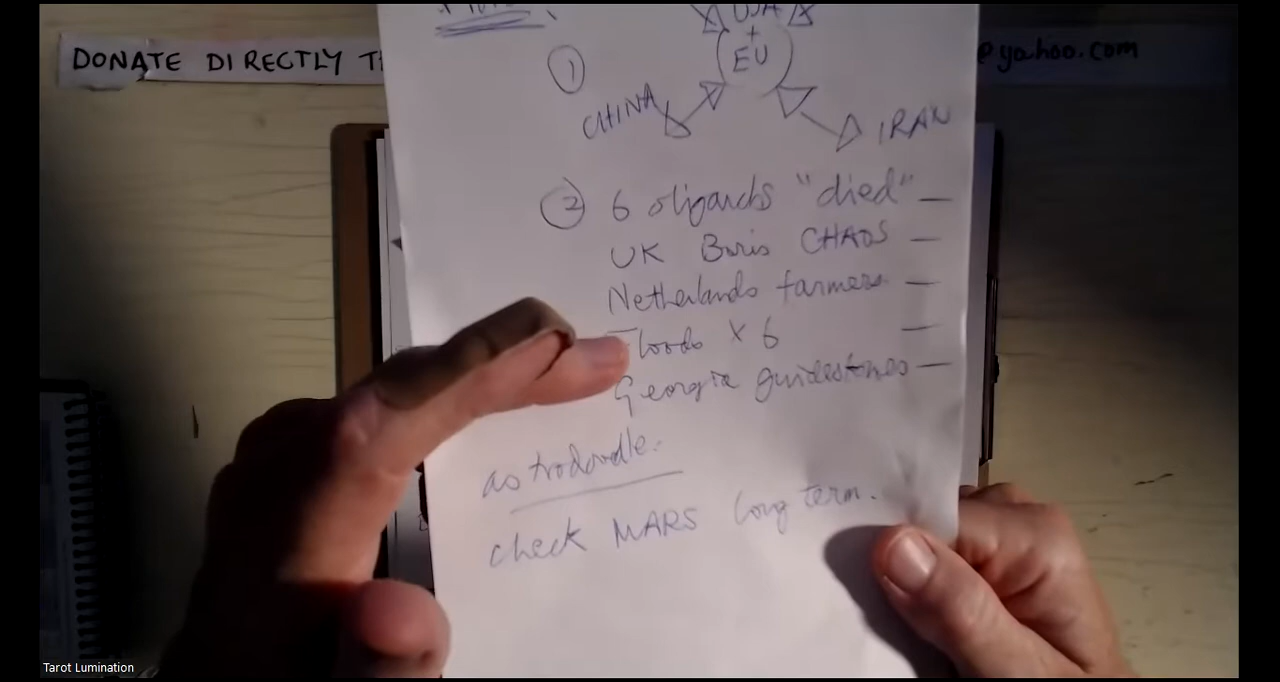 USA
+
EU
DONATE DIRECTLY T
@yahoo.com
1
CHINA
IRAN
2 6 oligarchs "died" —
UK Boris CHAOS —
Netherlands farmers —
Floods x 6 —
Georgia guidestones —
astrodoodle.
check MARS long term.
Tarot Lumination